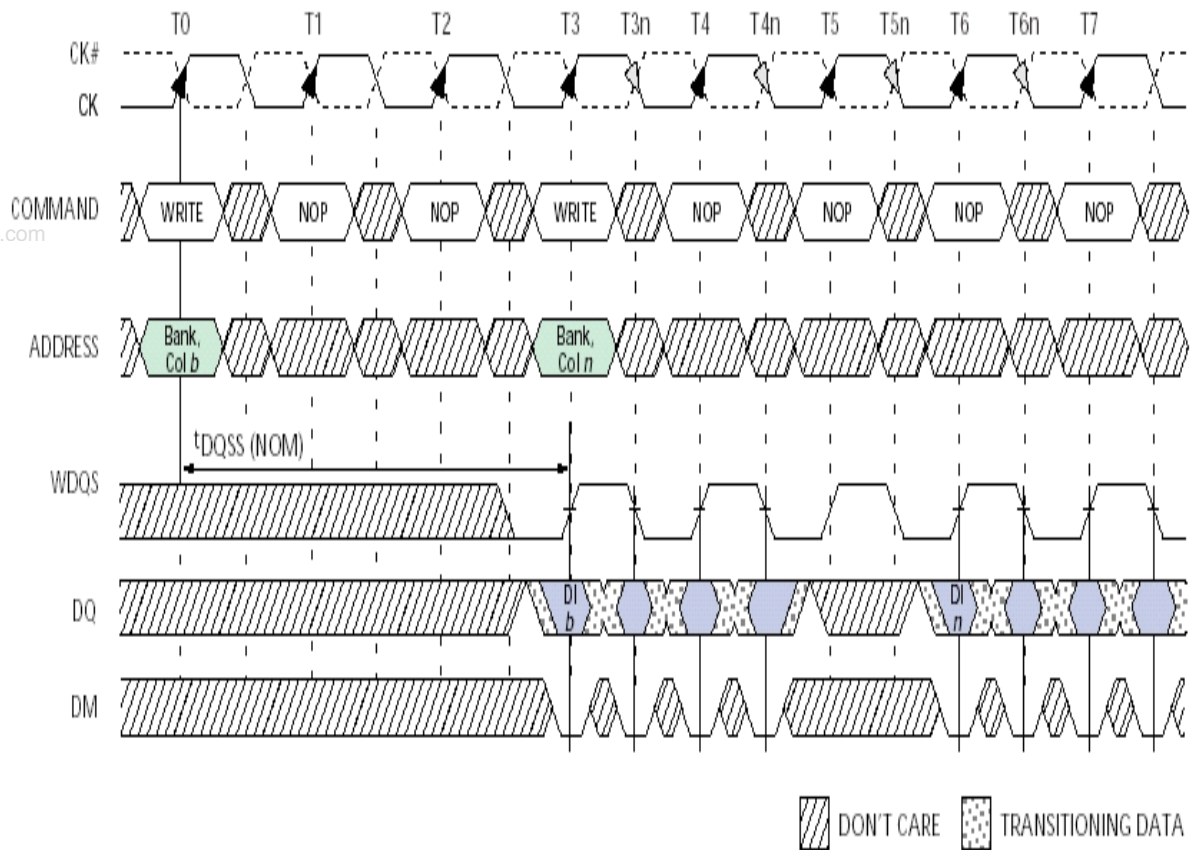 T0 T1 T2 T3 T3n T4 T4n T5 T5n T6 T6n T7
CK#
CK
COMMAND WRITE NOP NOP WRITE NOP NOP NOP NOP
s.com
ADDRESS Bank, Col b Bank, Col n
tDQSS (NOM)
WDQS
DQ DI b DI n
DM
DON'T CARE TRANSITIONING DATA